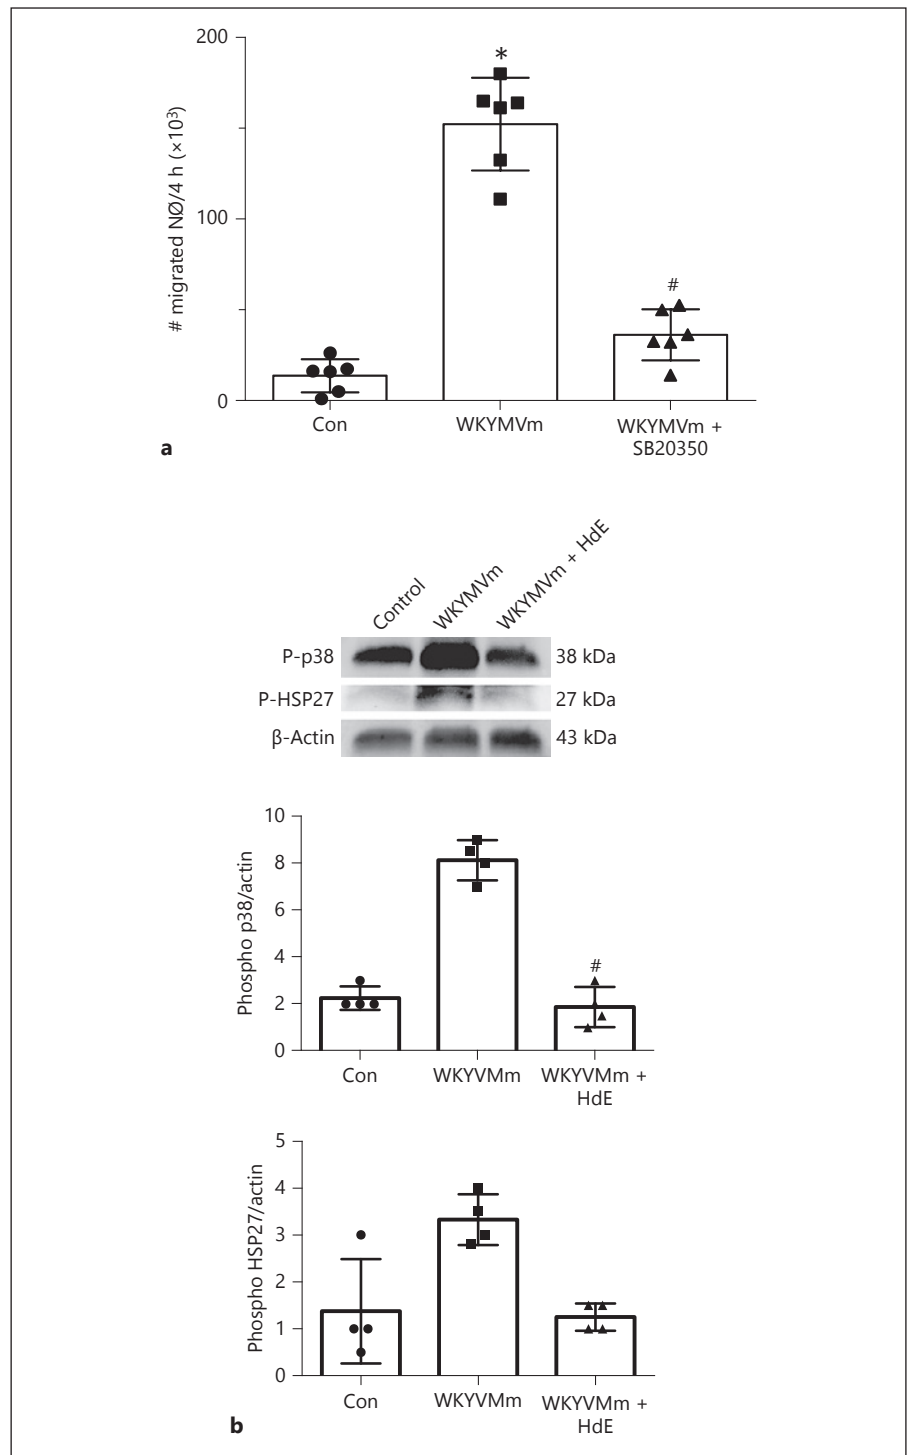 200
100
0
# migrated NØ/4 h (×10³)
*
#
Con
WKYMVm
WKYMVm +
SB20350
a
Control
WKYMVm
WKYMVm + HdE
P-p38
38 kDa
P-HSP27
27 kDa
β-Actin
43 kDa
10
8
6
4
2
0
Phospho p38/actin
#
Con
WKYVMm
WKYVMm +
HdE
5
4
3
2
1
0
Phospho HSP27/actin
Con
WKYVMm
WKYVMm +
HdE
b